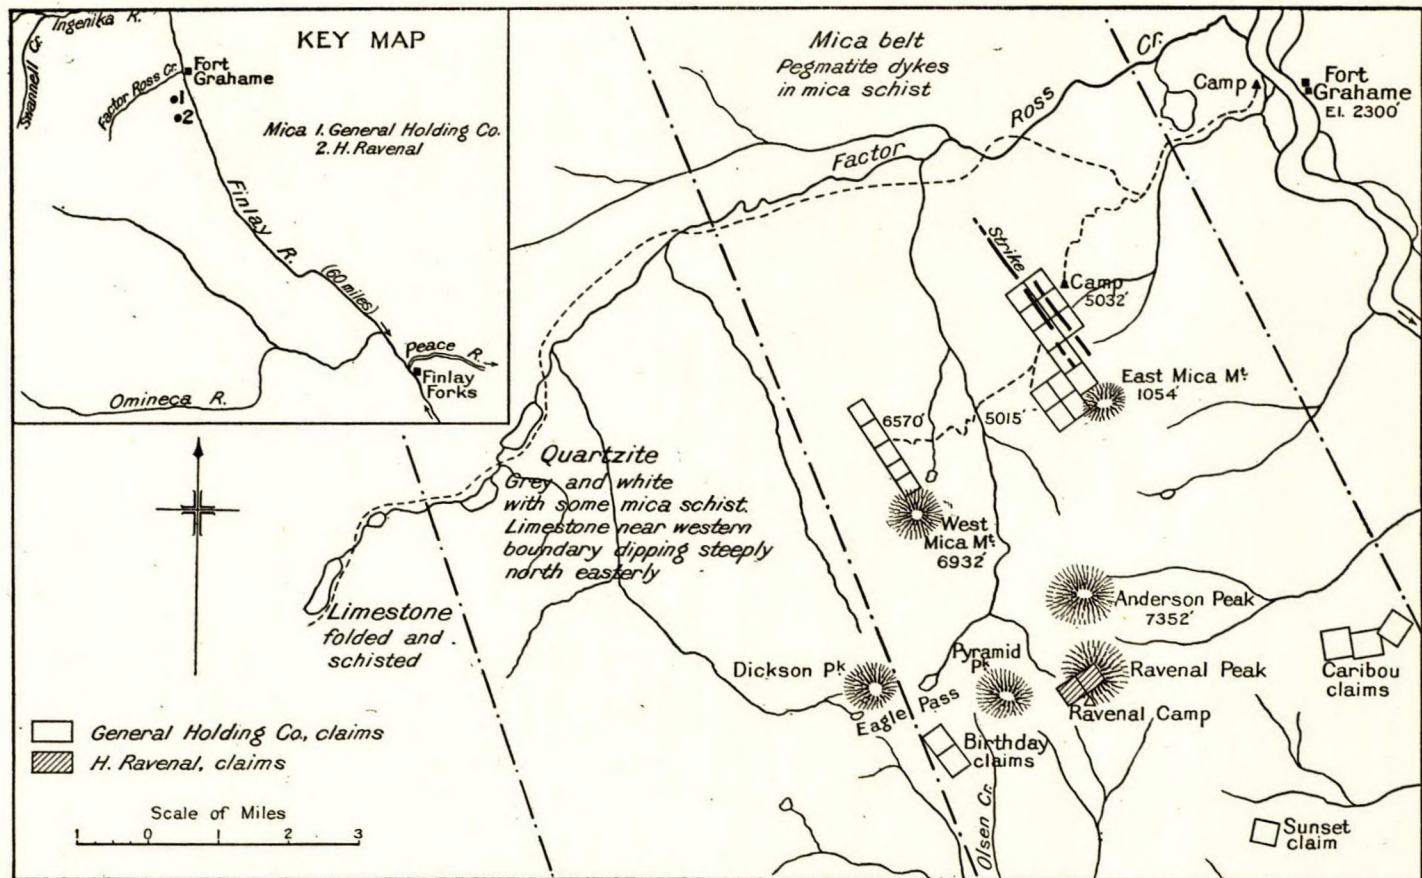 KEY MAP
Ingenika R.
Swannell Cr.
Factor Ross Cr.
Fort
Grahame
1
2
Mica 1. General Holding Co.
2. H. Ravenal
Finlay R.
(60 miles)
Peace R.
Finlay
Forks
Omineca R.
Mica belt
Pegmatite dykes
in mica schist
Factor Ross Cr.
Camp
Fort
Grahame
El. 2300'
Strike
Camp
5032'
East Mica Mt.
1054'
6570'
5015'
West
Mica Mt.
6932'
Quartzite
Grey and white
with some mica schist.
Limestone near western
boundary dipping steeply
north easterly
Limestone
folded and
schisted
Anderson Peak
7352'
Dickson Pk
Eagle Pass
Pyramid
Pk.
Ravenal Peak
Ravenal Camp
Caribou
claims
Birthday
claims
Olsen Cr.
Sunset
claim
General Holding Co., claims
H. Ravenal, claims
Scale of Miles
1 0 1 2 3